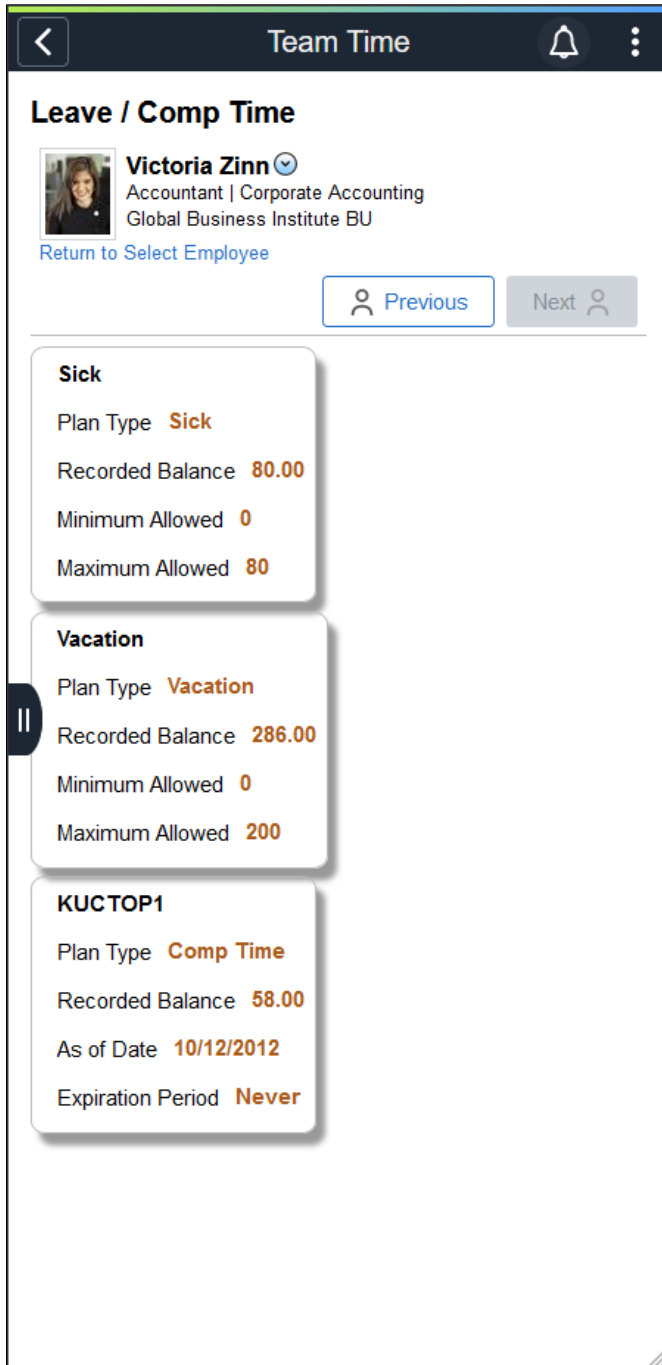 Team Time
Leave / Comp Time
Victoria Zinn
Accountant | Corporate Accounting
Global Business Institute BU
Return to Select Employee
Previous
Next
Sick
Plan Type Sick
Recorded Balance 80.00
Minimum Allowed 0
Maximum Allowed 80
Vacation
Plan Type Vacation
Recorded Balance 286.00
Minimum Allowed 0
Maximum Allowed 200
KUCTOP1
Plan Type Comp Time
Recorded Balance 58.00
As of Date 10/12/2012
Expiration Period Never